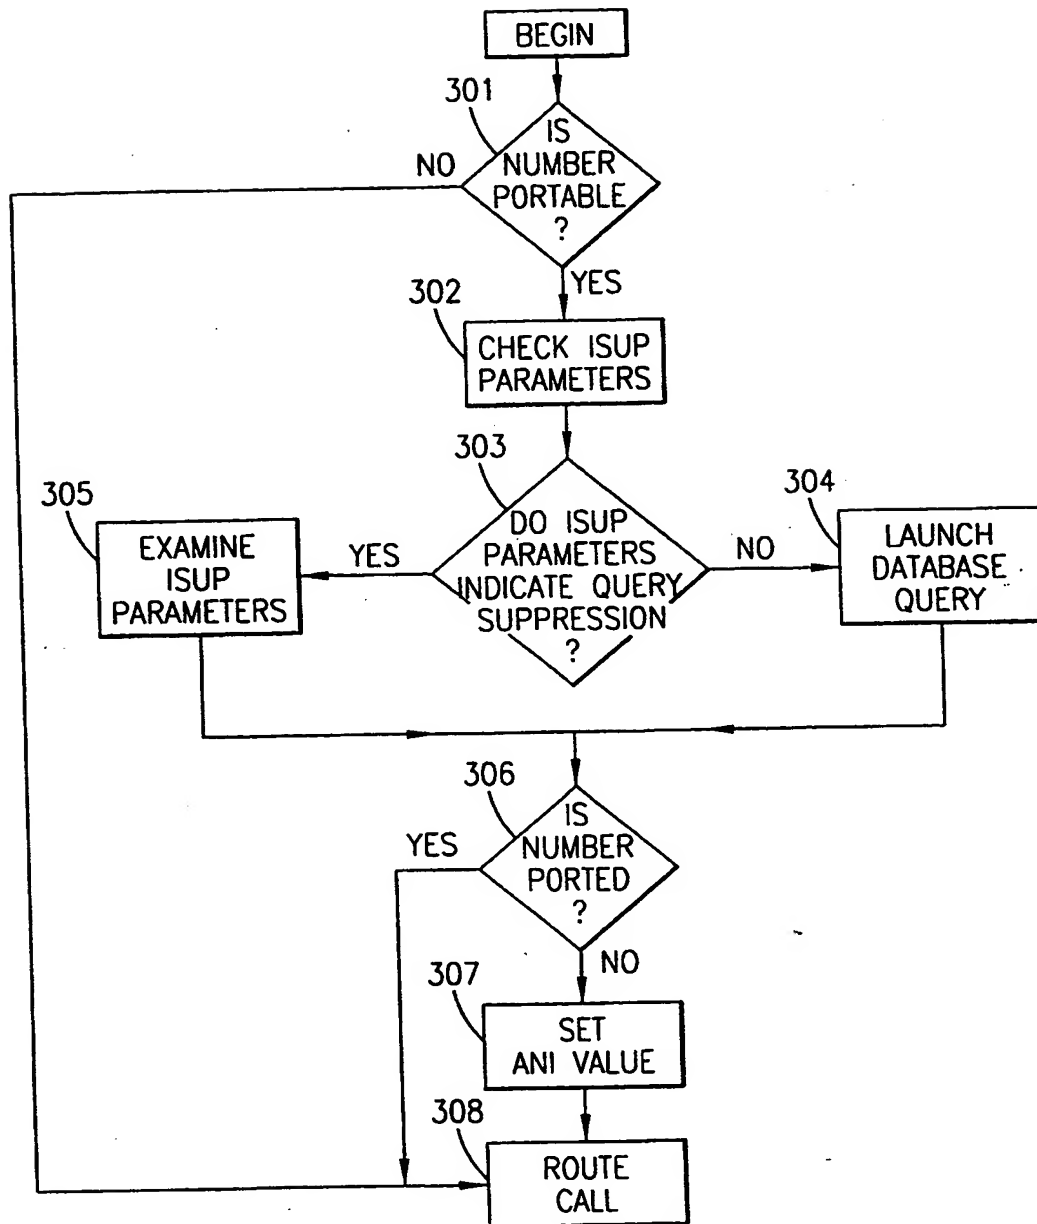 BEGIN
301
IS
NUMBER
PORTABLE
?
NO
YES
302
CHECK ISUP
PARAMETERS
303
DO ISUP
PARAMETERS
INDICATE QUERY
SUPPRESSION
?
YES
NO
305
EXAMINE
ISUP
PARAMETERS
304
LAUNCH
DATABASE
QUERY
306
IS
NUMBER
PORTED
?
YES
NO
307
SET
ANI VALUE
308
ROUTE
CALL